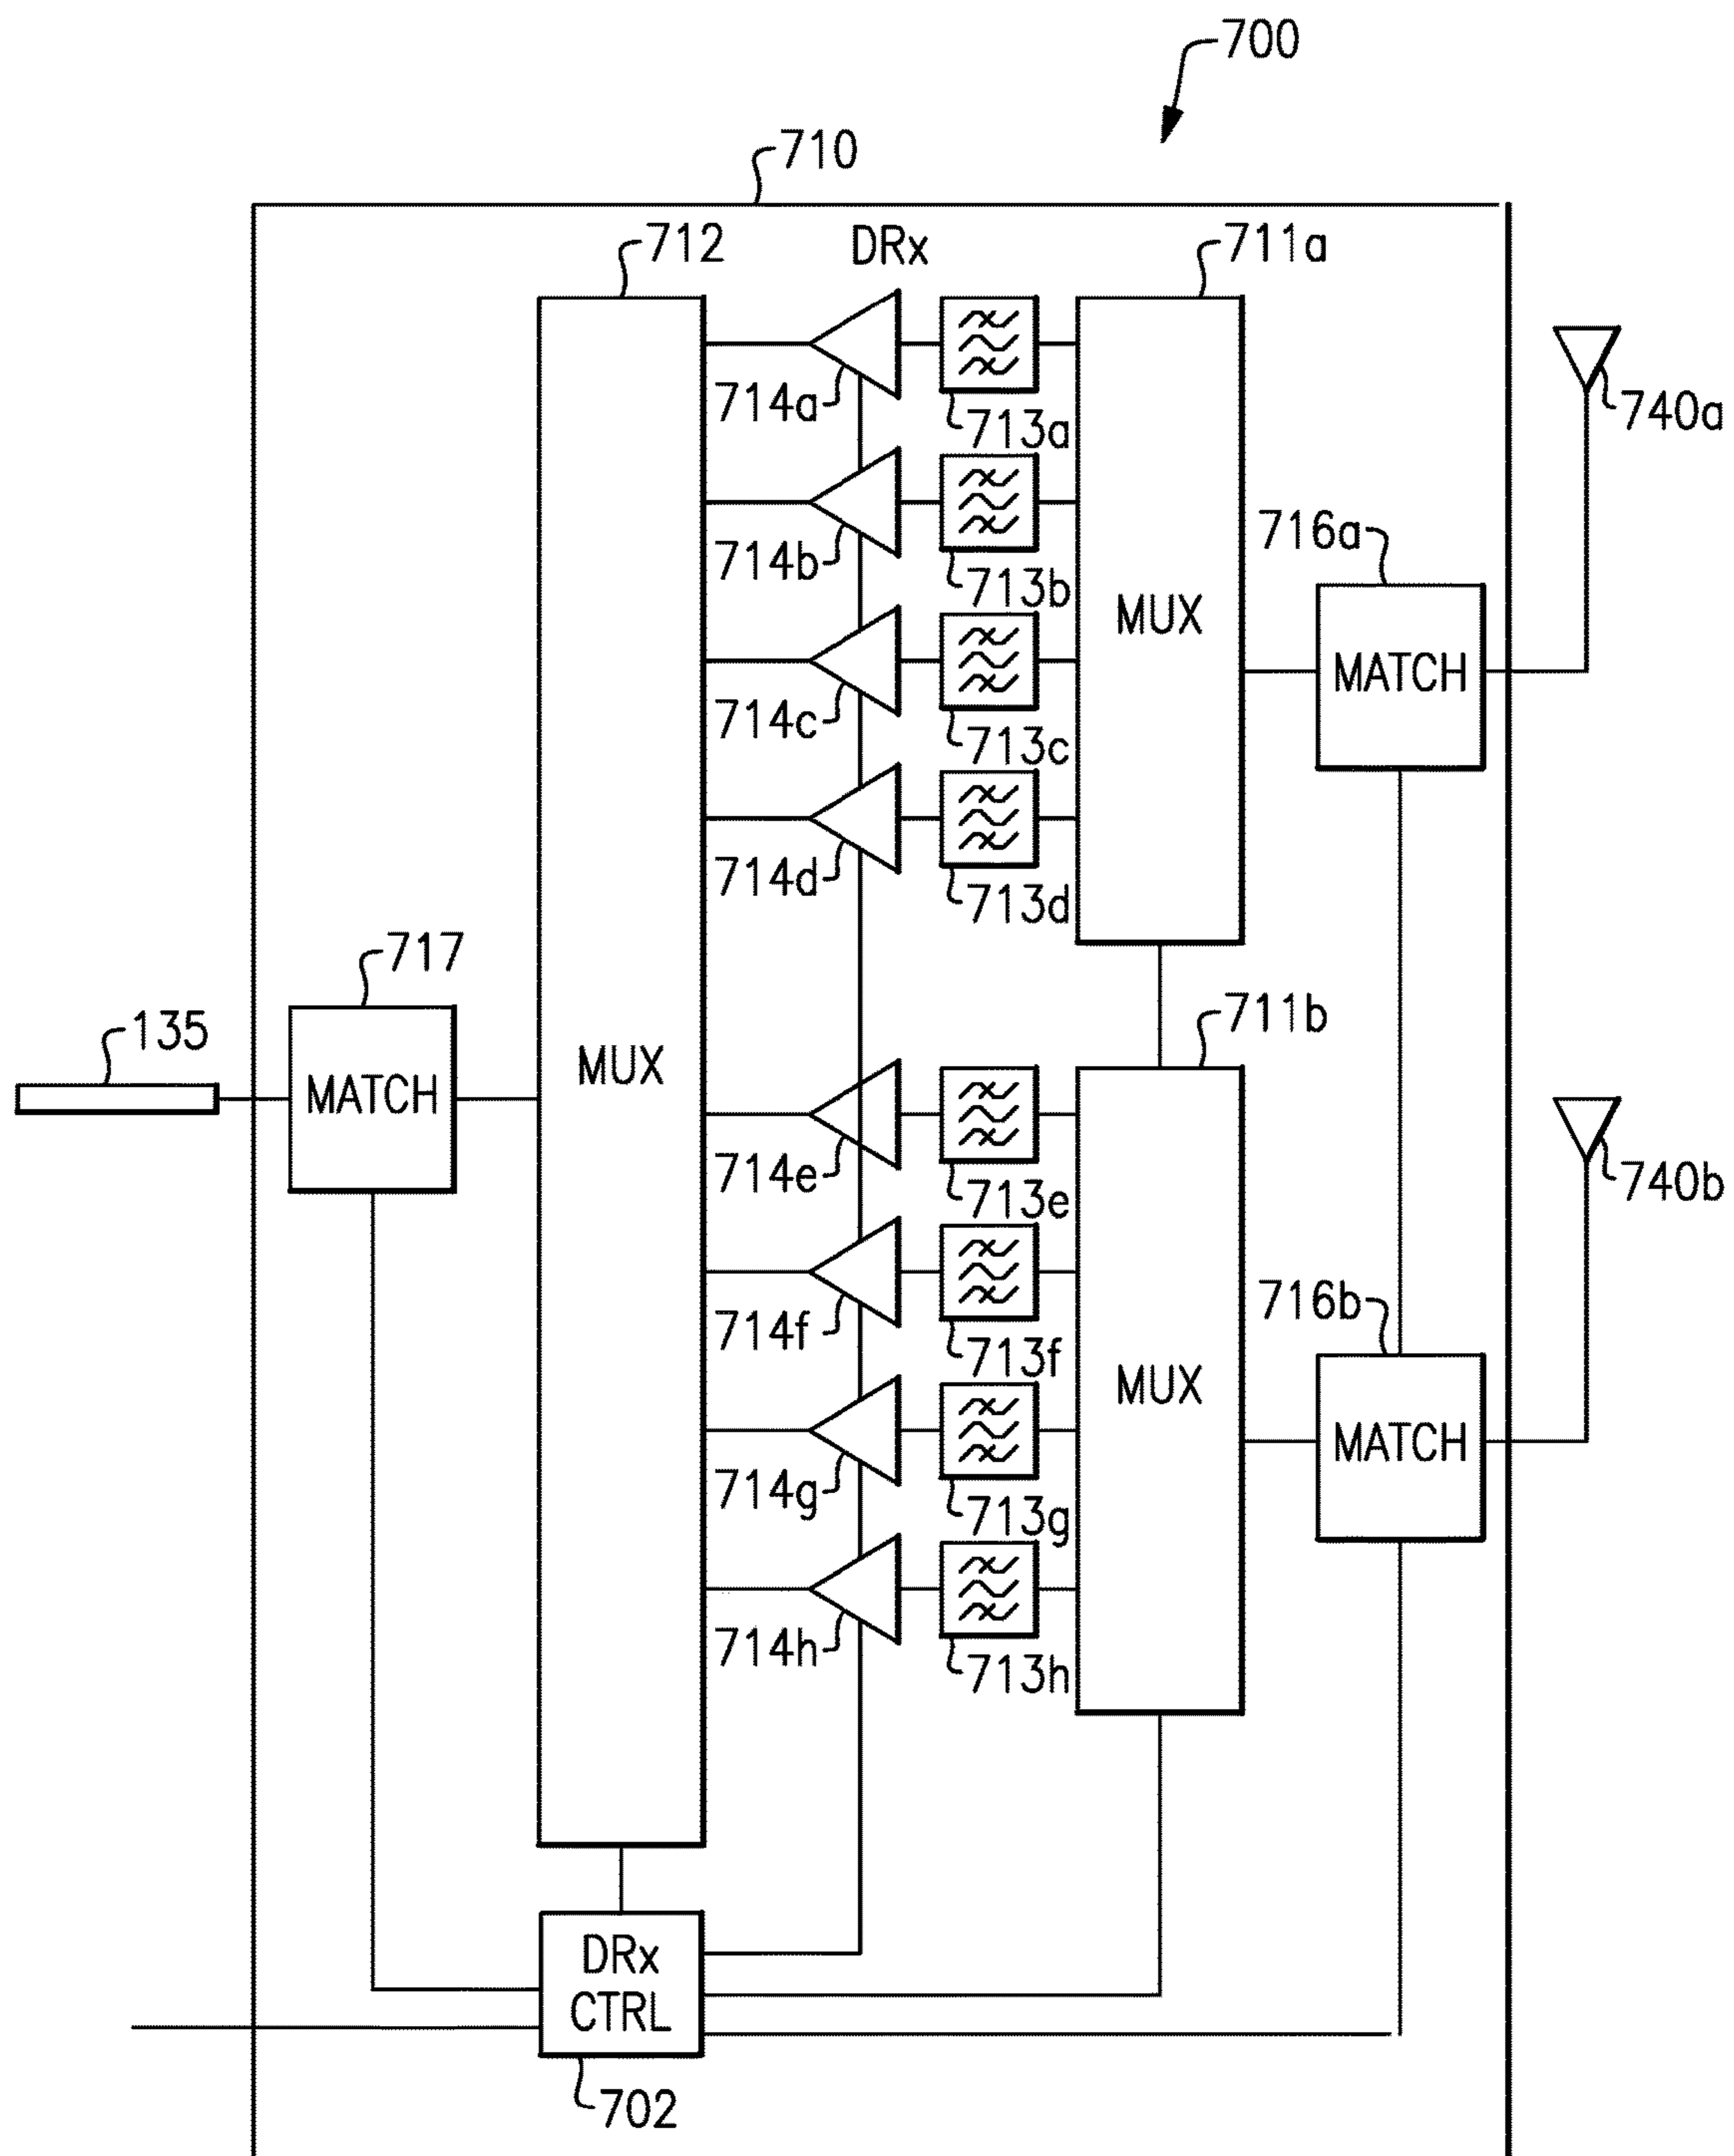 700
710
712
DRx
711a
714a
713a
740a
714b
713b
716a
MUX
MATCH
714c
713c
714d
713d
717
711b
135
MUX
MATCH
714e
713e
740b
714f
713f
716b
MUX
MATCH
714g
713g
714h
713h
DRx
CTRL
702